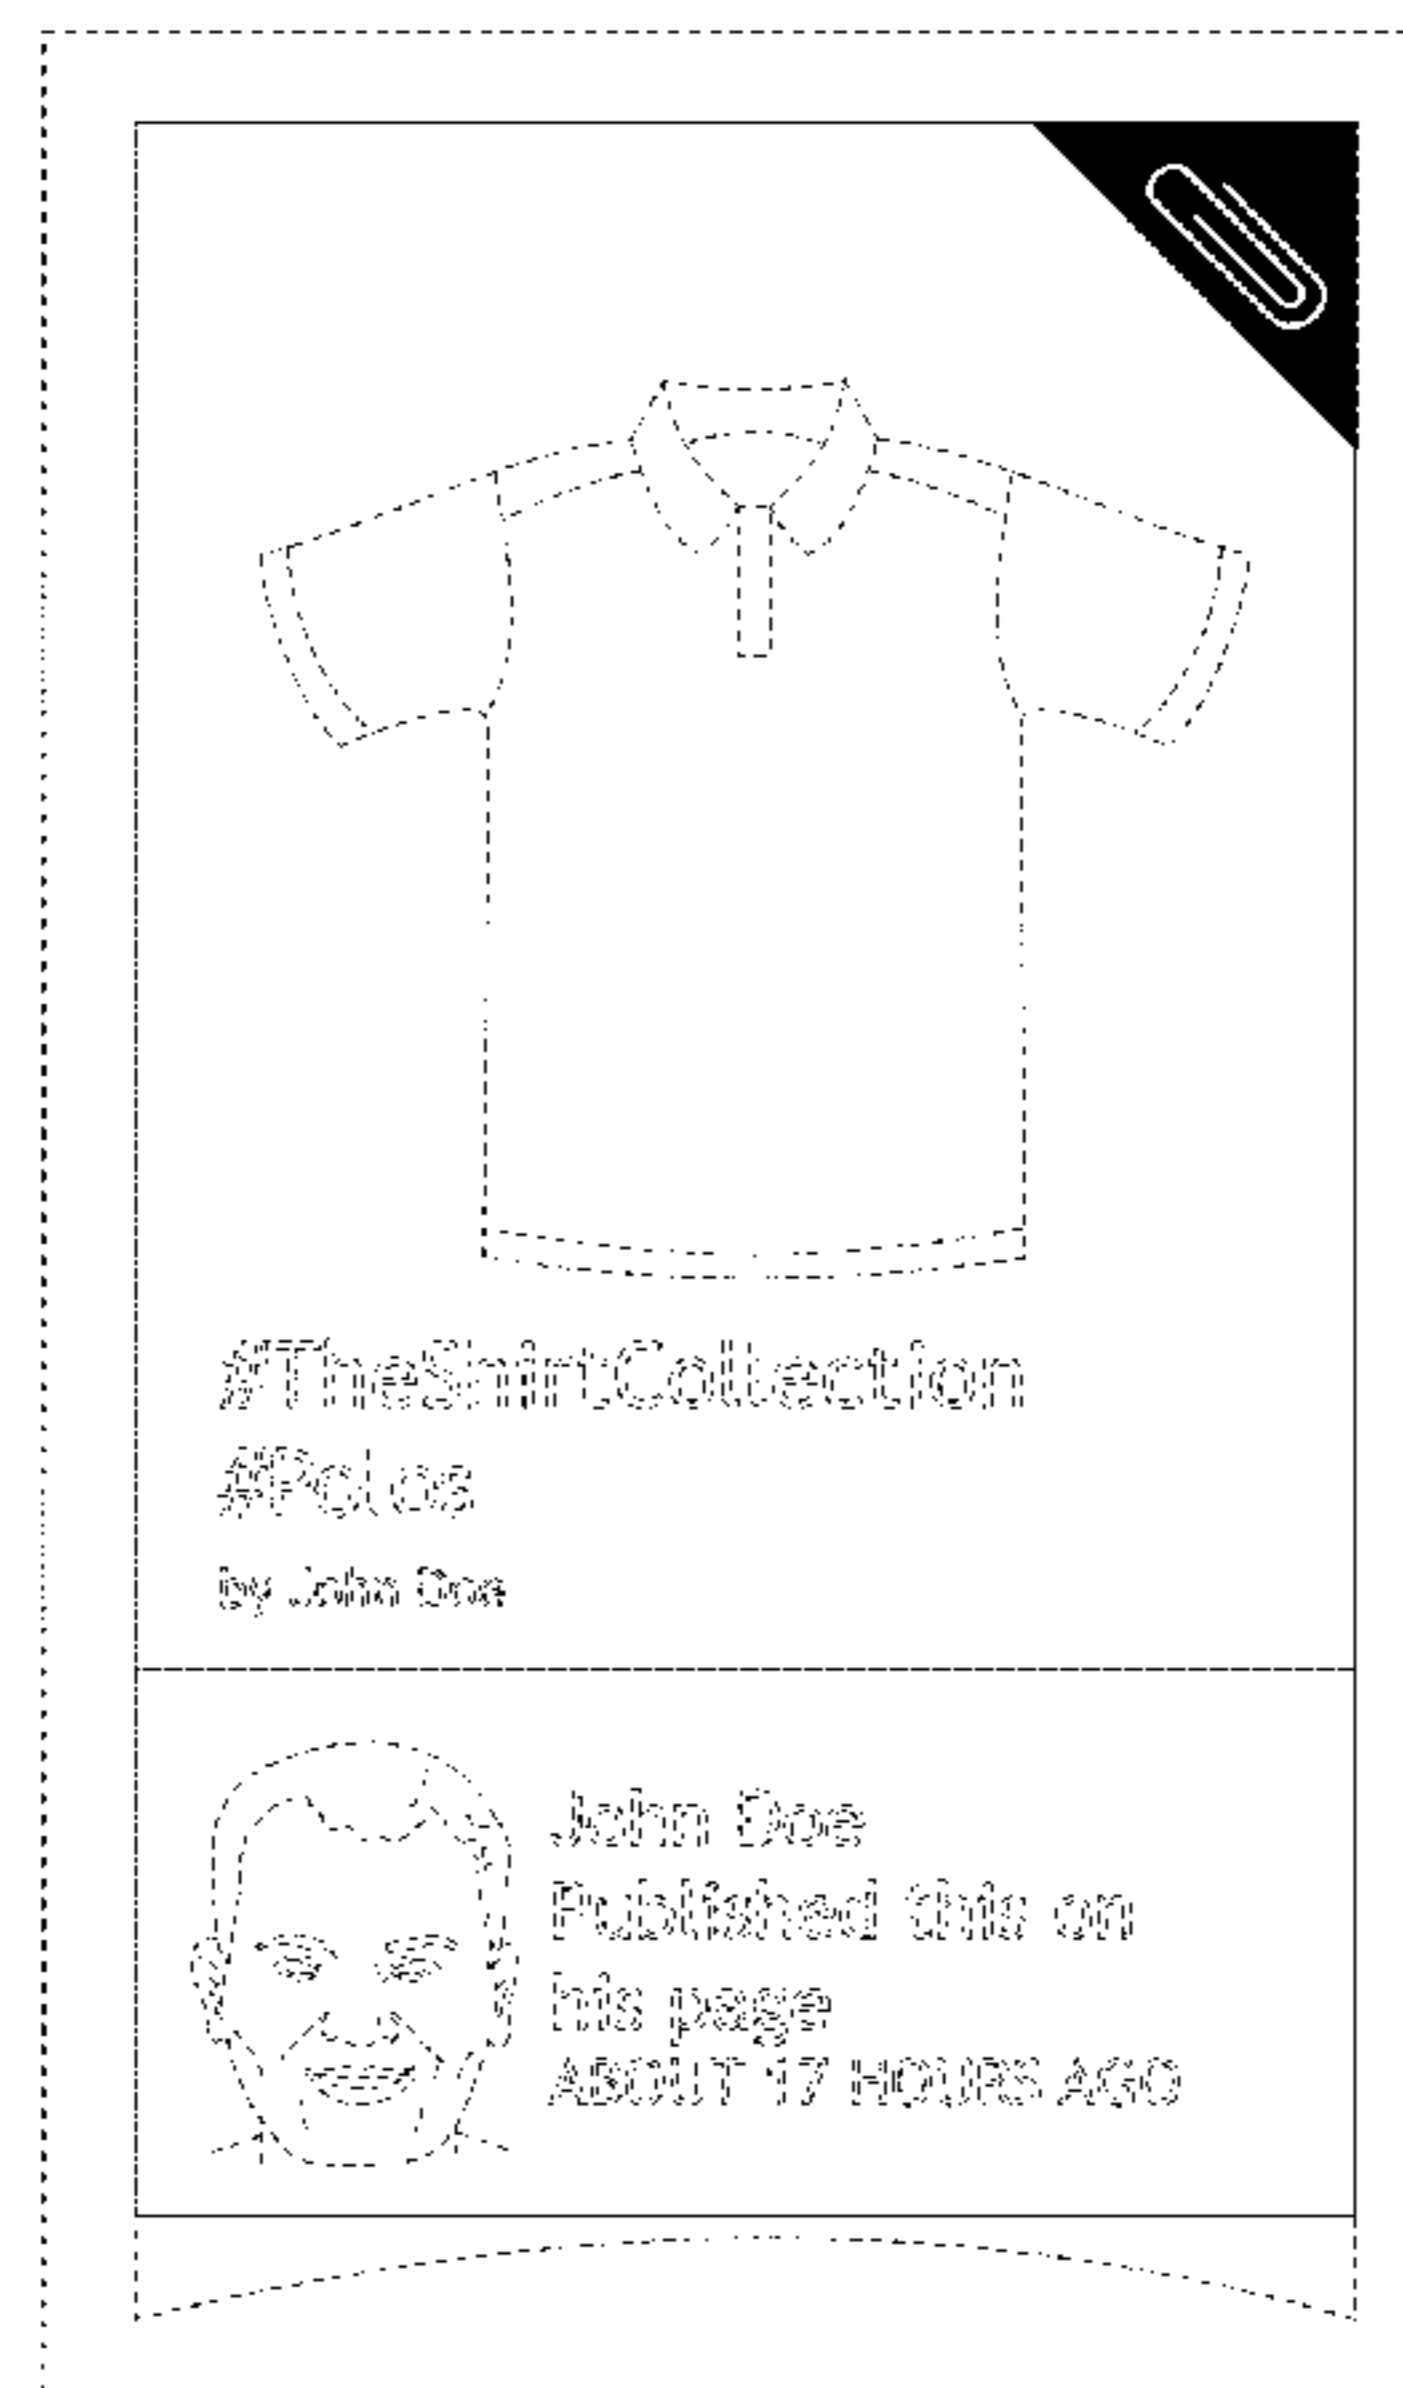 #TheShirtCollection
#Polos
by John Doe
John Doe
Published this on
his page
ABOUT 17 HOURS AGO